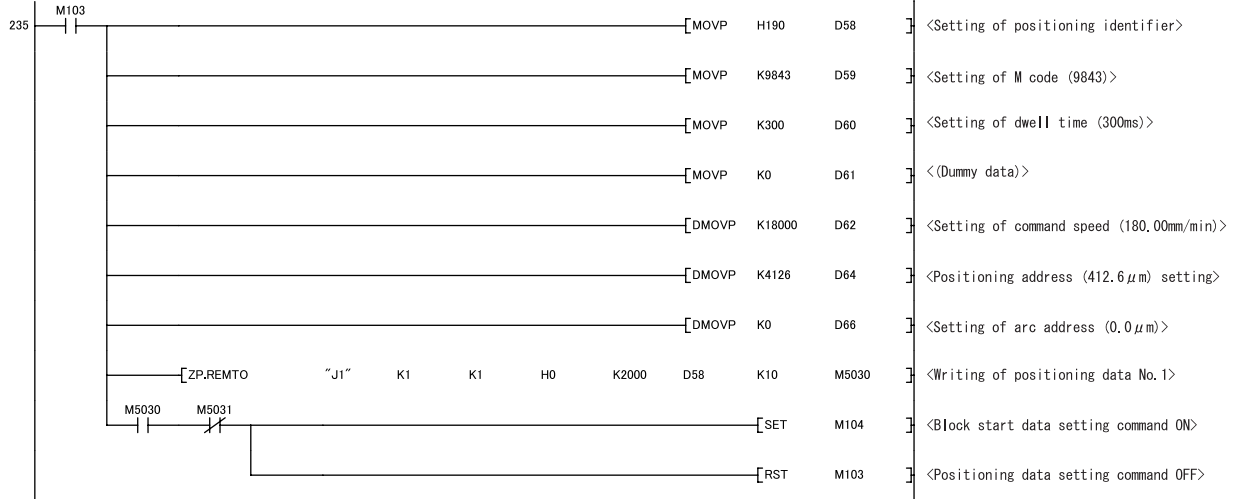 M103
235 MOVP H190 D58 <Setting of positioning identifier>
MOVP K9843 D59 <Setting of M code (9843)>
MOVP K300 D60 <Setting of dwell time (300ms)>
MOVP K0 D61 <(Dummy data)>
DMOVP K18000 D62 <Setting of command speed (180.00mm/min)>
DMOVP K4126 D64 <Positioning address (412.6μm) setting>
DMOVP K0 D66 <Setting of arc address (0.0μm)>
ZP.REMTO "J1" K1 K1 H0 K2000 D58 K10 M5030 <Writing of positioning data No.1>
M5030 M5031
SET M104 <Block start data setting command ON>
RST M103 <Positioning data setting command OFF>